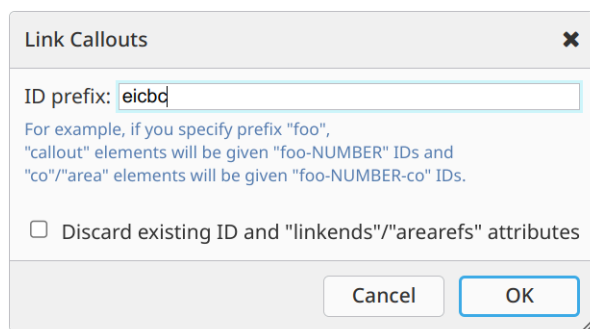 Link Callouts
ID prefix: eicbc
For example, if you specify prefix "foo",
"callout" elements will be given "foo-NUMBER" IDs and
"co"/"area" elements will be given "foo-NUMBER-co" IDs.
Discard existing ID and "linkends"/"arearefs" attributes
Cancel OK